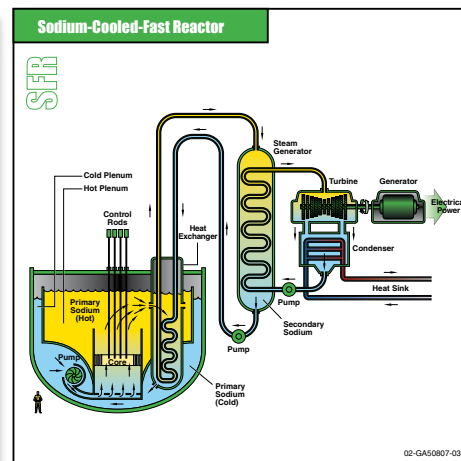 Sodium-Cooled-Fast Reactor
SFR
Steam
Generator
Turbine
Generator
Electrica
Power
Cold Plenum
Hot Plenum
Control
Rods
Heat
Exchanger
Condenser
Heat Sink
Pump
Primary
Sodium
(Hot)
Secondary
Sodium
Pump
Pump
Core
Primary
Sodium
(Cold)
02-GA50807-03